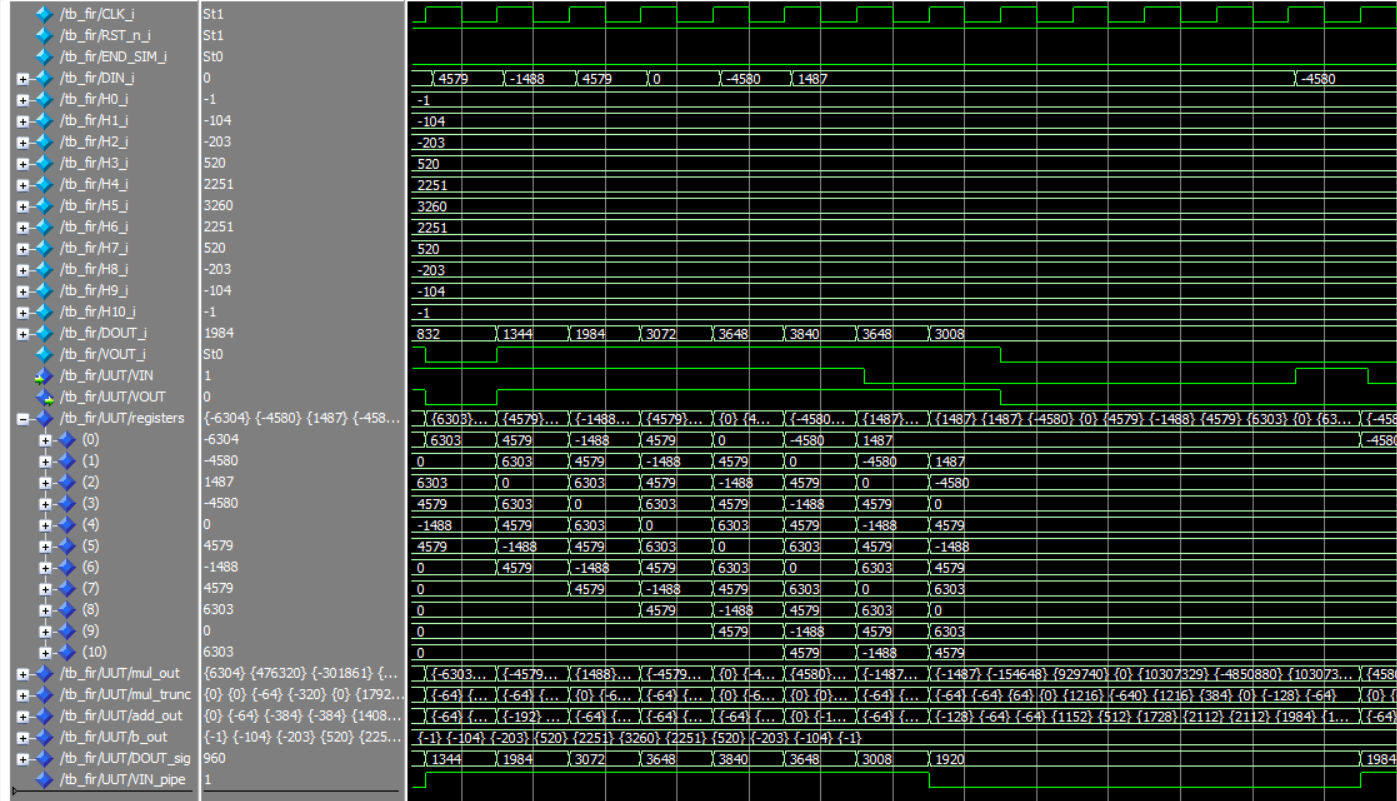 /tb_fir/CLK_i St1
/tb_fir/RST_n_i St1
/tb_fir/END_SIM_i St0
/tb_fir/DIN_i 0 4579 -1488 4579 0 -4580 1487 -4580
/tb_fir/H0_i -1 -1
/tb_fir/H1_i -104 -104
/tb_fir/H2_i -203 -203
/tb_fir/H3_i 520 520
/tb_fir/H4_i 2251 2251
/tb_fir/H5_i 3260 3260
/tb_fir/H6_i 2251 2251
/tb_fir/H7_i 520 520
/tb_fir/H8_i -203 -203
/tb_fir/H9_i -104 -104
/tb_fir/H10_i -1 -1
/tb_fir/DOUT_i 1984 832 1344 1984 3072 3648 3840 3648 3008
/tb_fir/VOUT_i St0
/tb_fir/UUT/VIN 1
/tb_fir/UUT/VOUT 0
/tb_fir/UUT/registers {-6304} {-4580} {1487} {-458... {6303}... {4579}... {-1488... {4579}... {0} {4... {-4580... {1487}... {1487} {1487} {-4580} {0} {4579} {-1488} {4579} {6303} {0} {63... {-458
(0) -6304 6303 4579 -1488 4579 0 -4580 1487 -4580
(1) -4580 0 6303 4579 -1488 4579 0 -4580 1487
(2) 1487 6303 0 6303 4579 -1488 4579 0 -4580
(3) -4580 4579 6303 0 6303 4579 -1488 4579 0
(4) 0 -1488 4579 6303 0 6303 4579 -1488 4579
(5) 4579 4579 -1488 4579 6303 0 6303 4579 -1488
(6) -1488 0 4579 -1488 4579 6303 0 6303 4579
(7) 4579 0 4579 -1488 4579 6303 0 6303
(8) 6303 0 4579 -1488 4579 6303 0
(9) 0 0 4579 -1488 4579 6303
(10) 6303 0 4579 -1488 4579
/tb_fir/UUT/mul_out {6304} {476320} {-301861} {... {-6303... {-4579... {1488}... {-4579... {0} {-4... {4580}... {-1487... {-1487} {-154648} {929740} {0} {10307329} {-4850880} {103073... {4580
/tb_fir/UUT/mul_trunc {0} {0} {-64} {-320} {0} {1792... {-64} {... {-64} {... {0} {-6... {-64} {... {0} {-6... {0} {0}... {-64} {... {-64} {-64} {64} {0} {1216} {-640} {1216} {384} {0} {-128} {-64} {0} {
/tb_fir/UUT/add_out {0} {-64} {-384} {-384} {1408... {-64} {... {-192} ... {-64} {... {-64} {... {-64} {... {0} {-1... {-64} {... {-128} {-64} {-64} {1152} {512} {1728} {2112} {2112} {1984} {1... {-64}
/tb_fir/UUT/b_out {-1} {-104} {-203} {520} {225... {-1} {-104} {-203} {520} {2251} {3260} {2251} {520} {-203} {-104} {-1}
/tb_fir/UUT/DOUT_sig 960 1344 1984 3072 3648 3840 3648 3008 1920 1984
/tb_fir/UUT/VIN_pipe 1